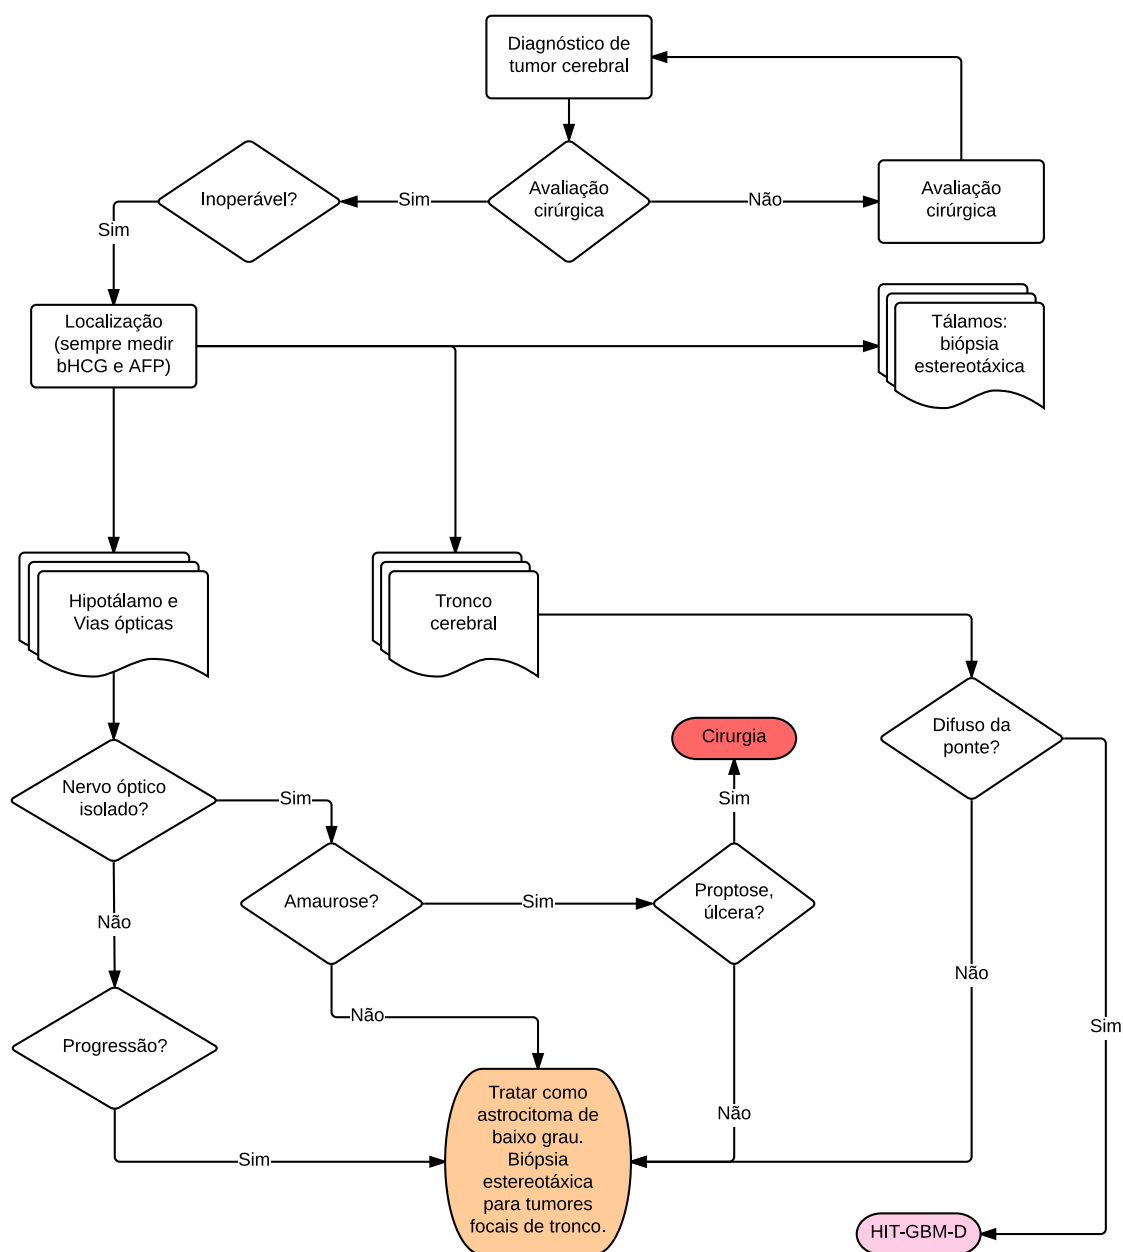 Diagnóstico de
tumor cerebral
Inoperável?
Sim
Avaliação
cirúrgica
Não
Avaliação
cirúrgica
Sim
Localização
(sempre medir
bHCG e AFP)
Tálamos:
biópsia
estereotáxica
Hipotálamo e
Vias ópticas
Tronco
cerebral
Cirurgia
Difuso da
ponte?
Nervo óptico
isolado?
Sim
Sim
Amaurose?
Sim
Proptose,
úlcera?
Não
Não
Não
Sim
Progressão?
Tratar como
astrocitoma de
baixo grau.
Biópsia
estereotáxica
para tumores
focais de tronco.
Não
Sim
HIT-GBM-D